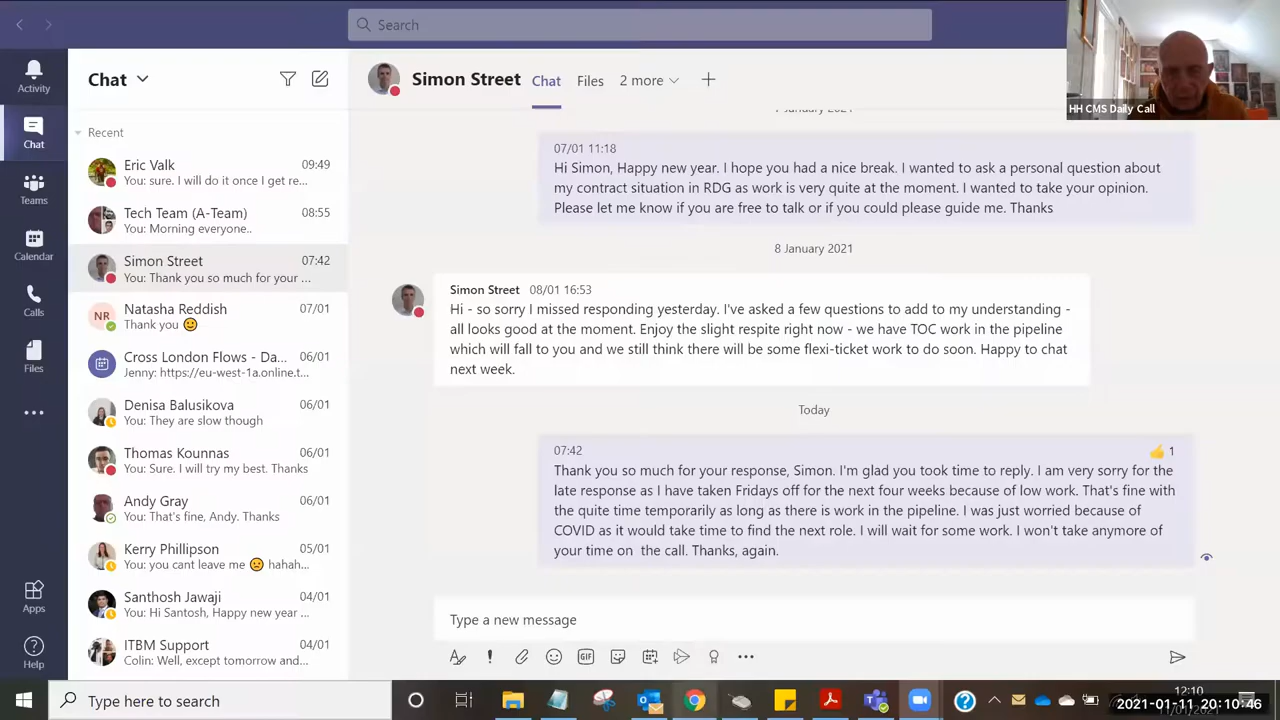 Search
Activity
Chat
Teams
Calendar
Calls
Files
Apps
Help
Chat
Recent
Eric Valk 09:49
You: sure. I will do it once I get re...
Tech Team (A-Team) 08:55
You: Morning everyone..
Simon Street 07:42
You: Thank you so much for your ...
NR
Natasha Reddish 07/01
Thank you 🙂
Cross London Flows - Da... 06/01
Jenny: https://eu-west-1a.online.t...
Denisa Balusikova 06/01
You: They are slow though
Thomas Kounnas 06/01
You: Sure. I will try my best. Thanks
Andy Gray 06/01
You: That's fine, Andy. Thanks
Kerry Phillipson 05/01
You: you cant leave me 🙁 hahah...
Santhosh Jawaji 04/01
You: Hi Santosh, Happy new year ...
ITBM Support 04/01
Colin: Well, except tomorrow and...
Simon Street Chat Files 2 more
HH CMS Daily Call
January 2021
07/01 11:18
Hi Simon, Happy new year. I hope you had a nice break. I wanted to ask a personal question about
my contract situation in RDG as work is very quite at the moment. I wanted to take your opinion.
Please let me know if you are free to talk or if you could please guide me. Thanks
8 January 2021
Simon Street 08/01 16:53
Hi - so sorry I missed responding yesterday. I've asked a few questions to add to my understanding -
all looks good at the moment. Enjoy the slight respite right now - we have TOC work in the pipeline
which will fall to you and we still think there will be some flexi-ticket work to do soon. Happy to chat
next week.
Today
07:42
👍 1
Thank you so much for your response, Simon. I'm glad you took time to reply. I am very sorry for the
late response as I have taken Fridays off for the next four weeks because of low work. That's fine with
the quite time temporarily as long as there is work in the pipeline. I was just worried because of
COVID as it would take time to find the next role. I will wait for some work. I won't take anymore of
your time on the call. Thanks, again.
Type a new message
GIF
Type here to search
12:10
2021-01-11 20:10:46